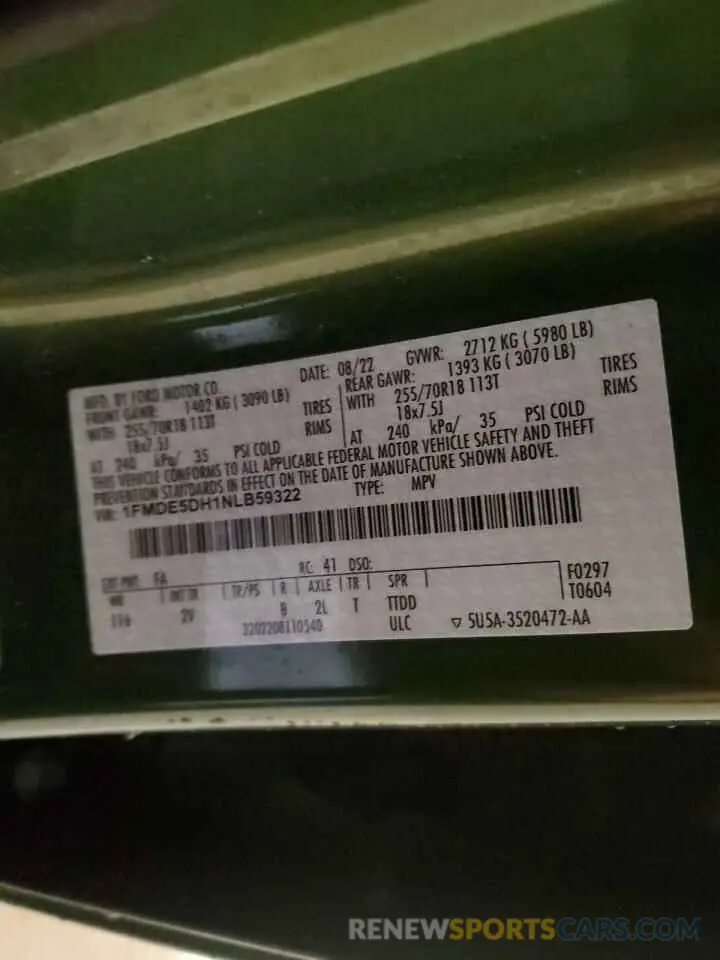 MFD. BY FORD MOTOR CO. DATE: 08/22 GVWR: 2712 KG ( 5980 LB)
FRONT GAWR: 1402 KG ( 3090 LB) REAR GAWR: 1393 KG ( 3070 LB)
WITH 255/70R18 113T TIRES WITH 255/70R18 113T TIRES
18x7.5J RIMS 18x7.5J RIMS
AT 240 kPa/ 35 PSI COLD AT 240 kPa/ 35 PSI COLD
THIS VEHICLE CONFORMS TO ALL APPLICABLE FEDERAL MOTOR VEHICLE SAFETY AND THEFT
PREVENTION STANDARDS IN EFFECT ON THE DATE OF MANUFACTURE SHOWN ABOVE.
VIN: 1FMDE5DH1NLB59322 TYPE: MPV
EXT PNT: FA RC: 41 DSO: F0297
WB INT TR TR/PS R AXLE TR SPR T0604
116 2V B 2L T TTDD
2202208110540 ULC ▽ 5U5A-3520472-AA
RENEWSPORTSCARS.COM